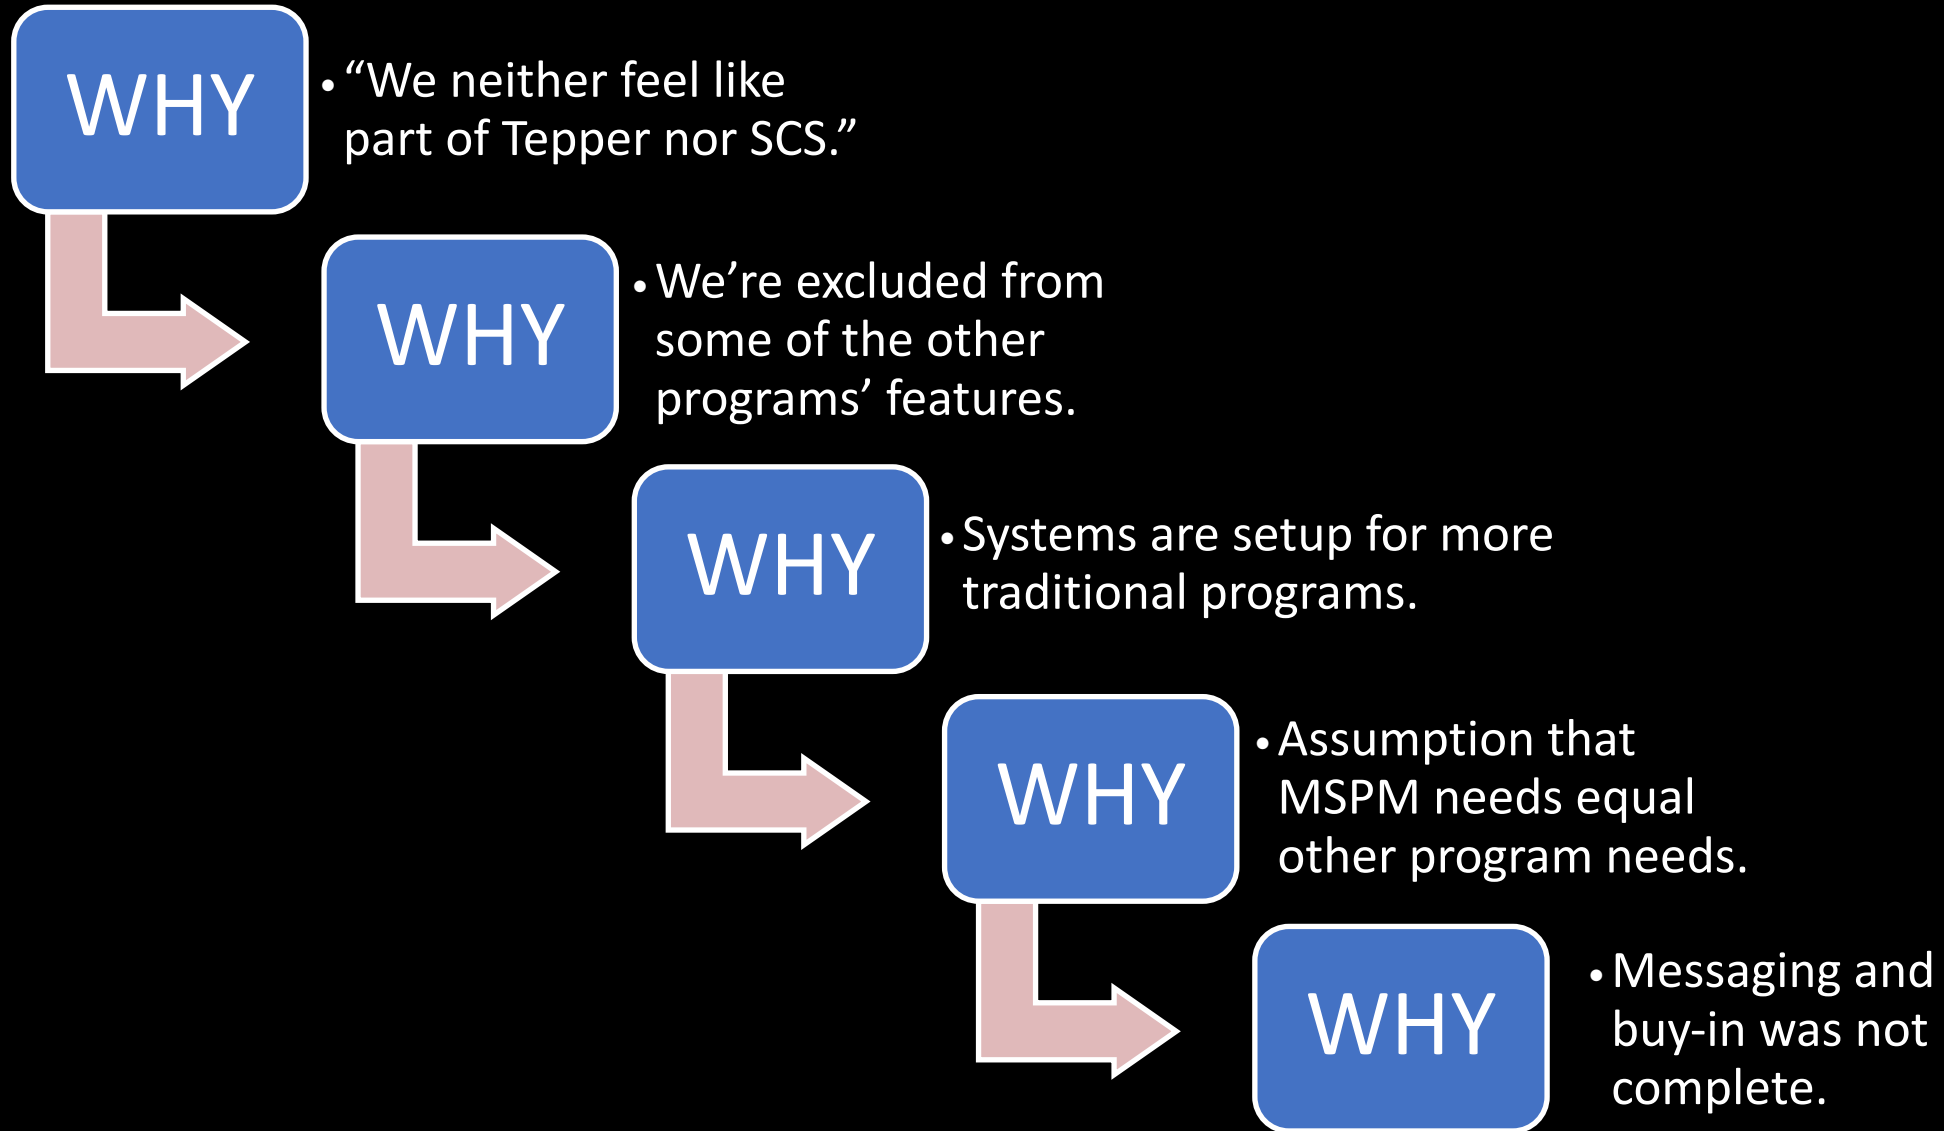 WHY
• “We neither feel like
part of Tepper nor SCS.”
WHY
• We’re excluded from
some of the other
programs’ features.
WHY
• Systems are setup for more
traditional programs.
WHY
• Assumption that
MSPM needs equal
other program needs.
WHY
• Messaging and
buy-in was not
complete.